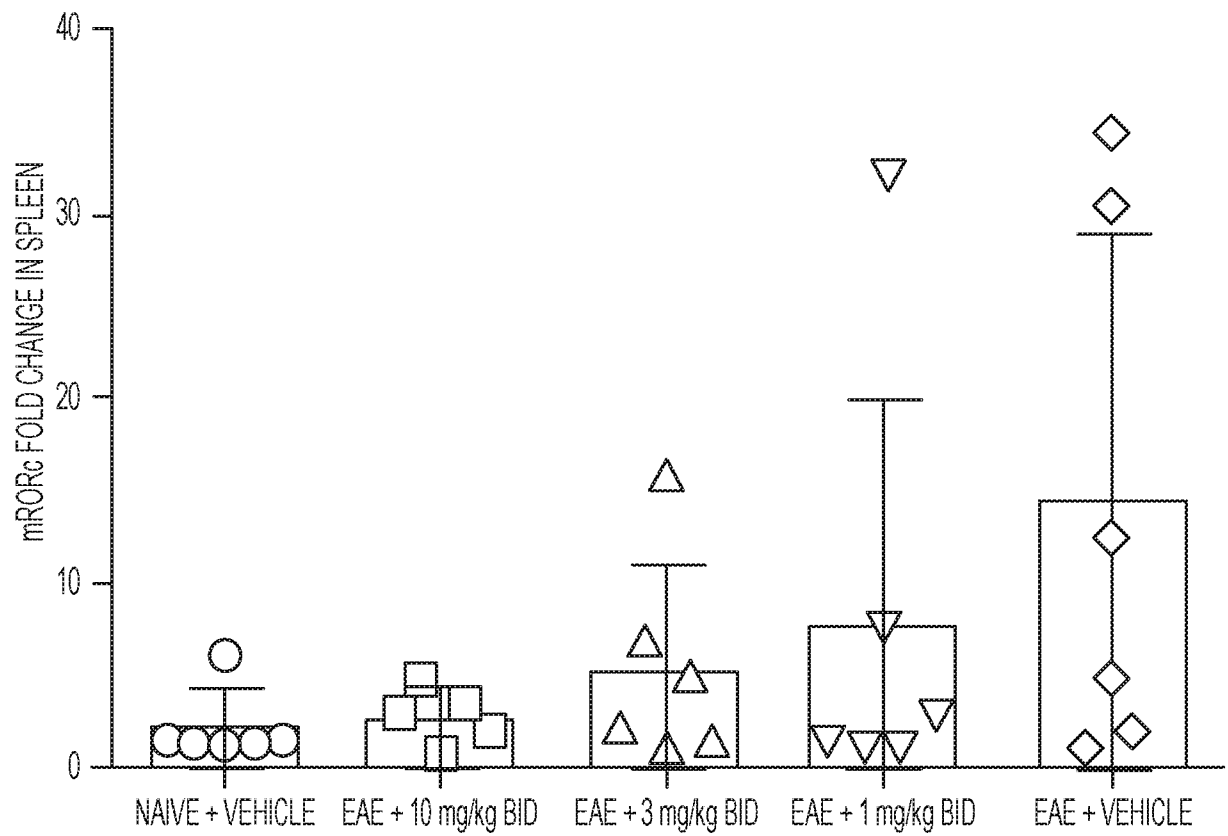 mRORc FOLD CHANGE IN SPLEEN
40
30
20
10
0
NAIVE + VEHICLE
EAE + 10 mg/kg BID
EAE + 3 mg/kg BID
EAE + 1 mg/kg BID
EAE + VEHICLE